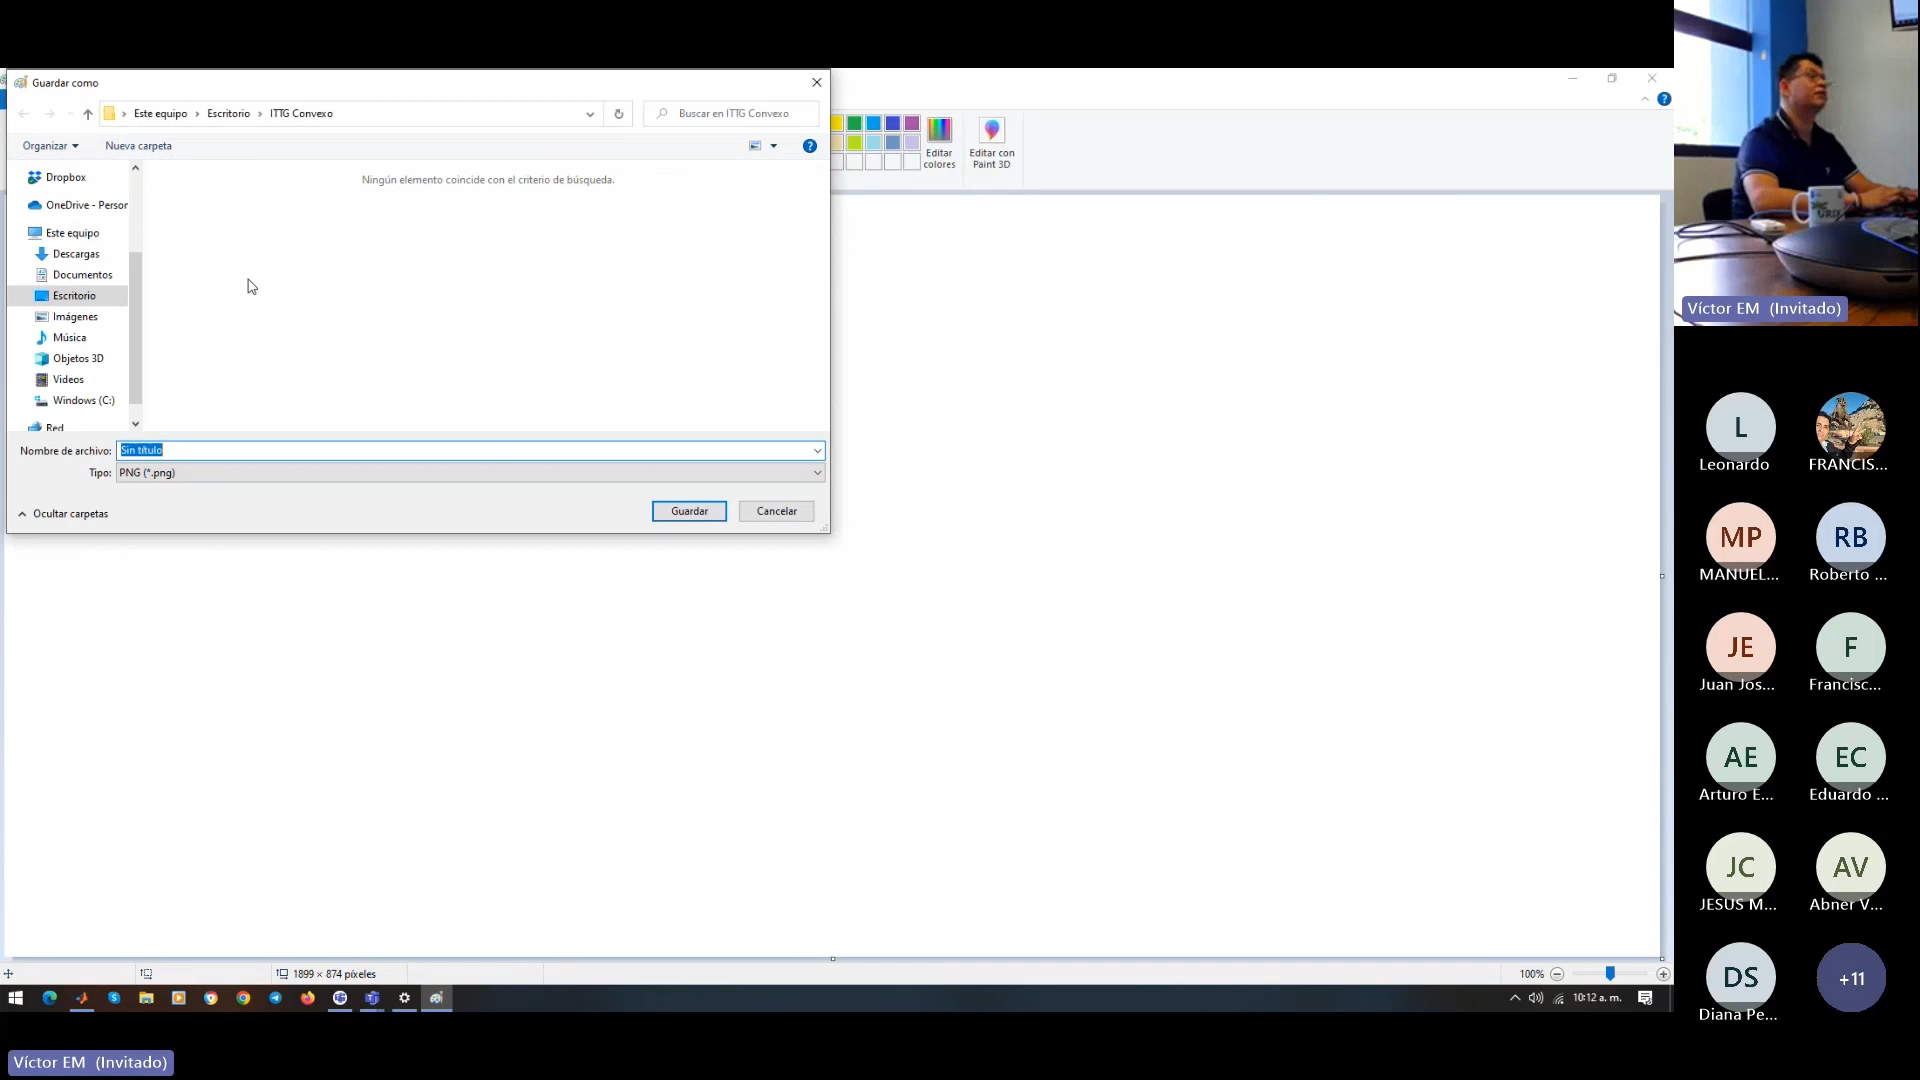 Guardar como
Este equipo > Escritorio > ITTG Convexo
Buscar en ITTG Convexo
Organizar
Nueva carpeta
Dropbox
OneDrive - Person
Este equipo
Descargas
Documentos
Escritorio
Imágenes
Música
Objetos 3D
Videos
Windows (C:)
Red
Ningún elemento coincide con el criterio de búsqueda.
Nombre de archivo: Sin título
Tipo: PNG (*.png)
Ocultar carpetas
Guardar
Cancelar
Editar colores
Editar con Paint 3D
1899 × 874 píxeles
100%
10:12 a. m.
Víctor EM (Invitado)
L
Leonardo
FRANCIS...
MP
MANUEL...
RB
Roberto ...
JE
Juan Jos...
F
Francisc...
AE
Arturo E...
EC
Eduardo ...
JC
JESUS M...
AV
Abner V...
DS
Diana Pe...
+11
Víctor EM (Invitado)